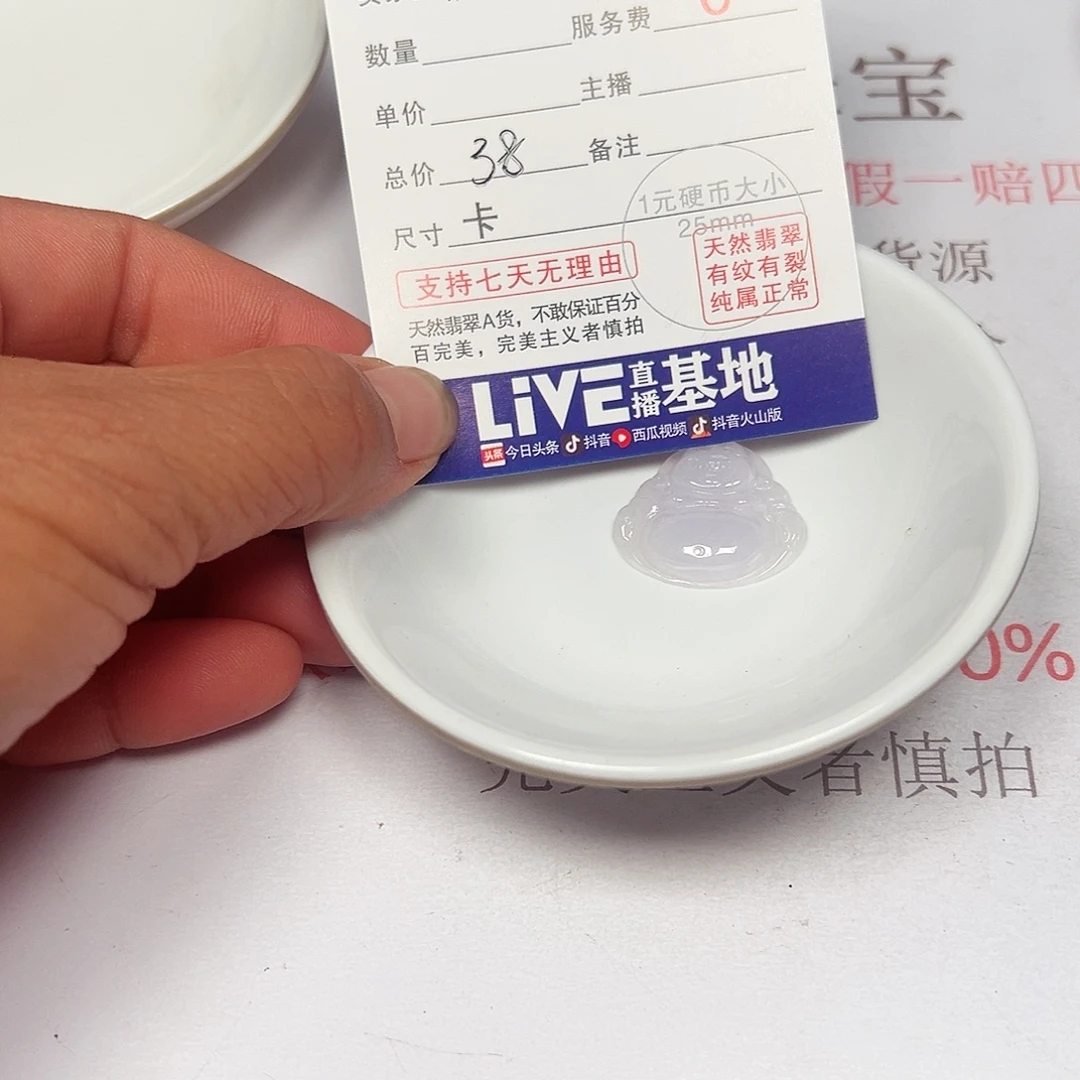 数量 服务费
单价 主播
总价 38 备注
尺寸 卡
1元硬币大小
25mm
支持七天无理由
天然翡翠
有纹有裂
纯属正常
天然翡翠A货，不敢保证百分
百完美，完美主义者慎拍
LiVE直播基地
头条 今日头条 抖音 西瓜视频 抖音火山版
宝
假一赔四
货源
0%
者慎拍